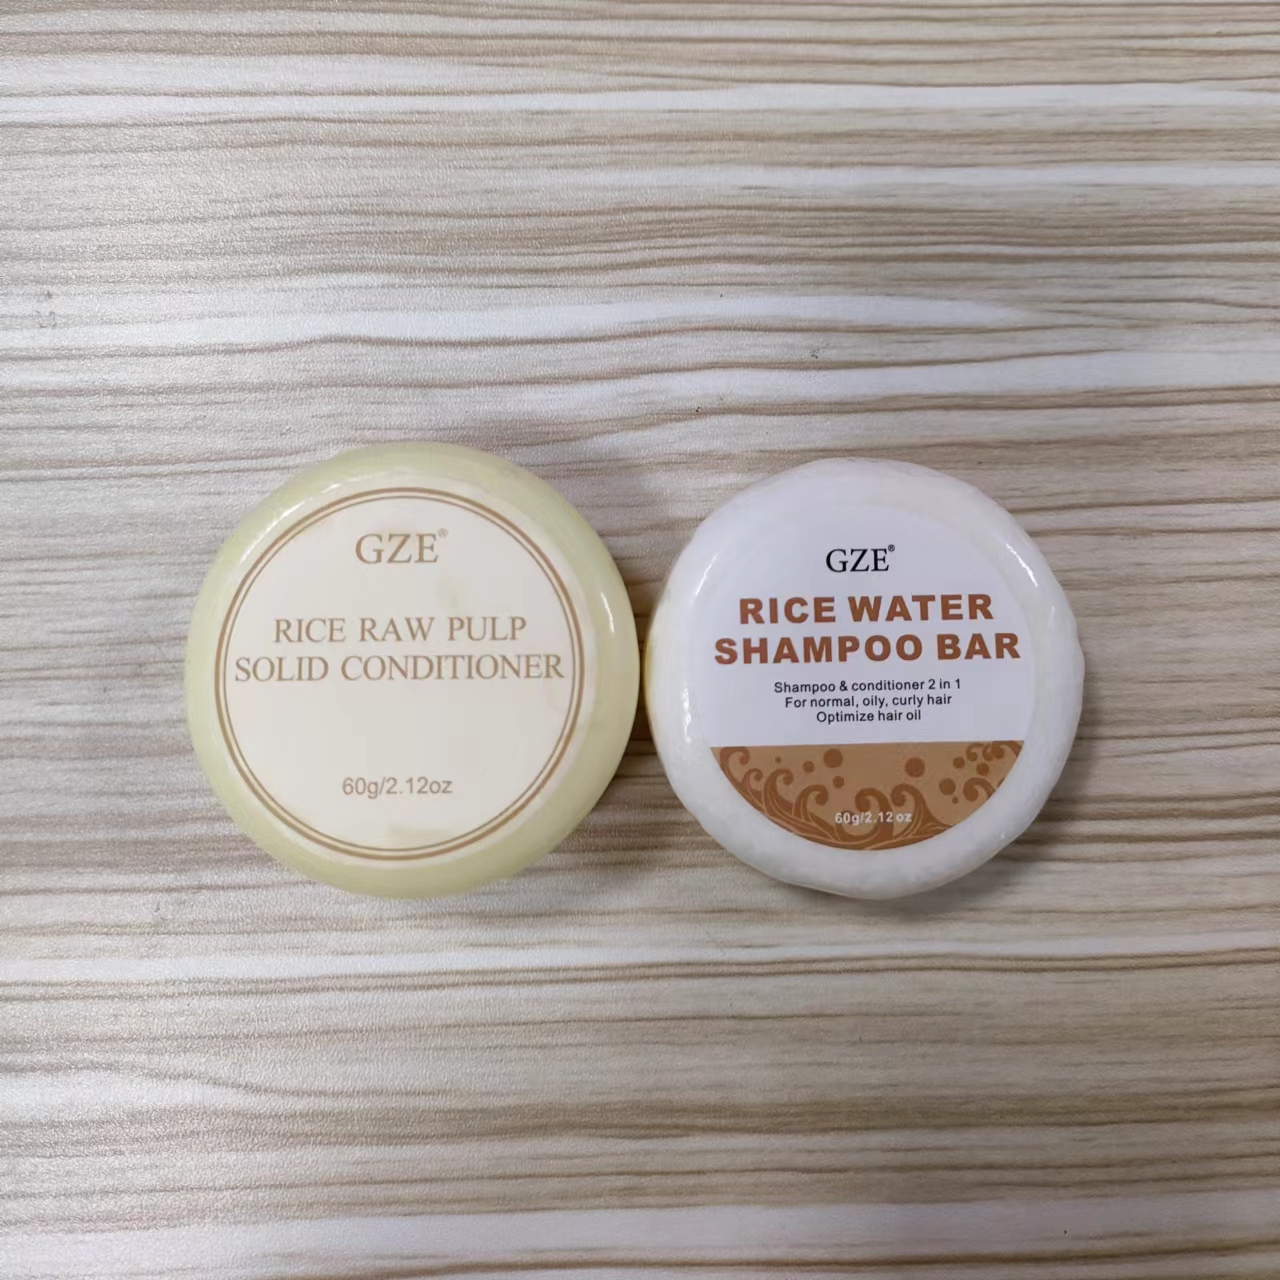 GZE®
RICE RAW PULP
SOLID CONDITIONER
60g/2.12oz
GZE®
RICE WATER
SHAMPOO BAR
Shampoo & conditioner 2 in 1
For normal, oily, curly hair
Optimize hair oil
60g/2.12 oz